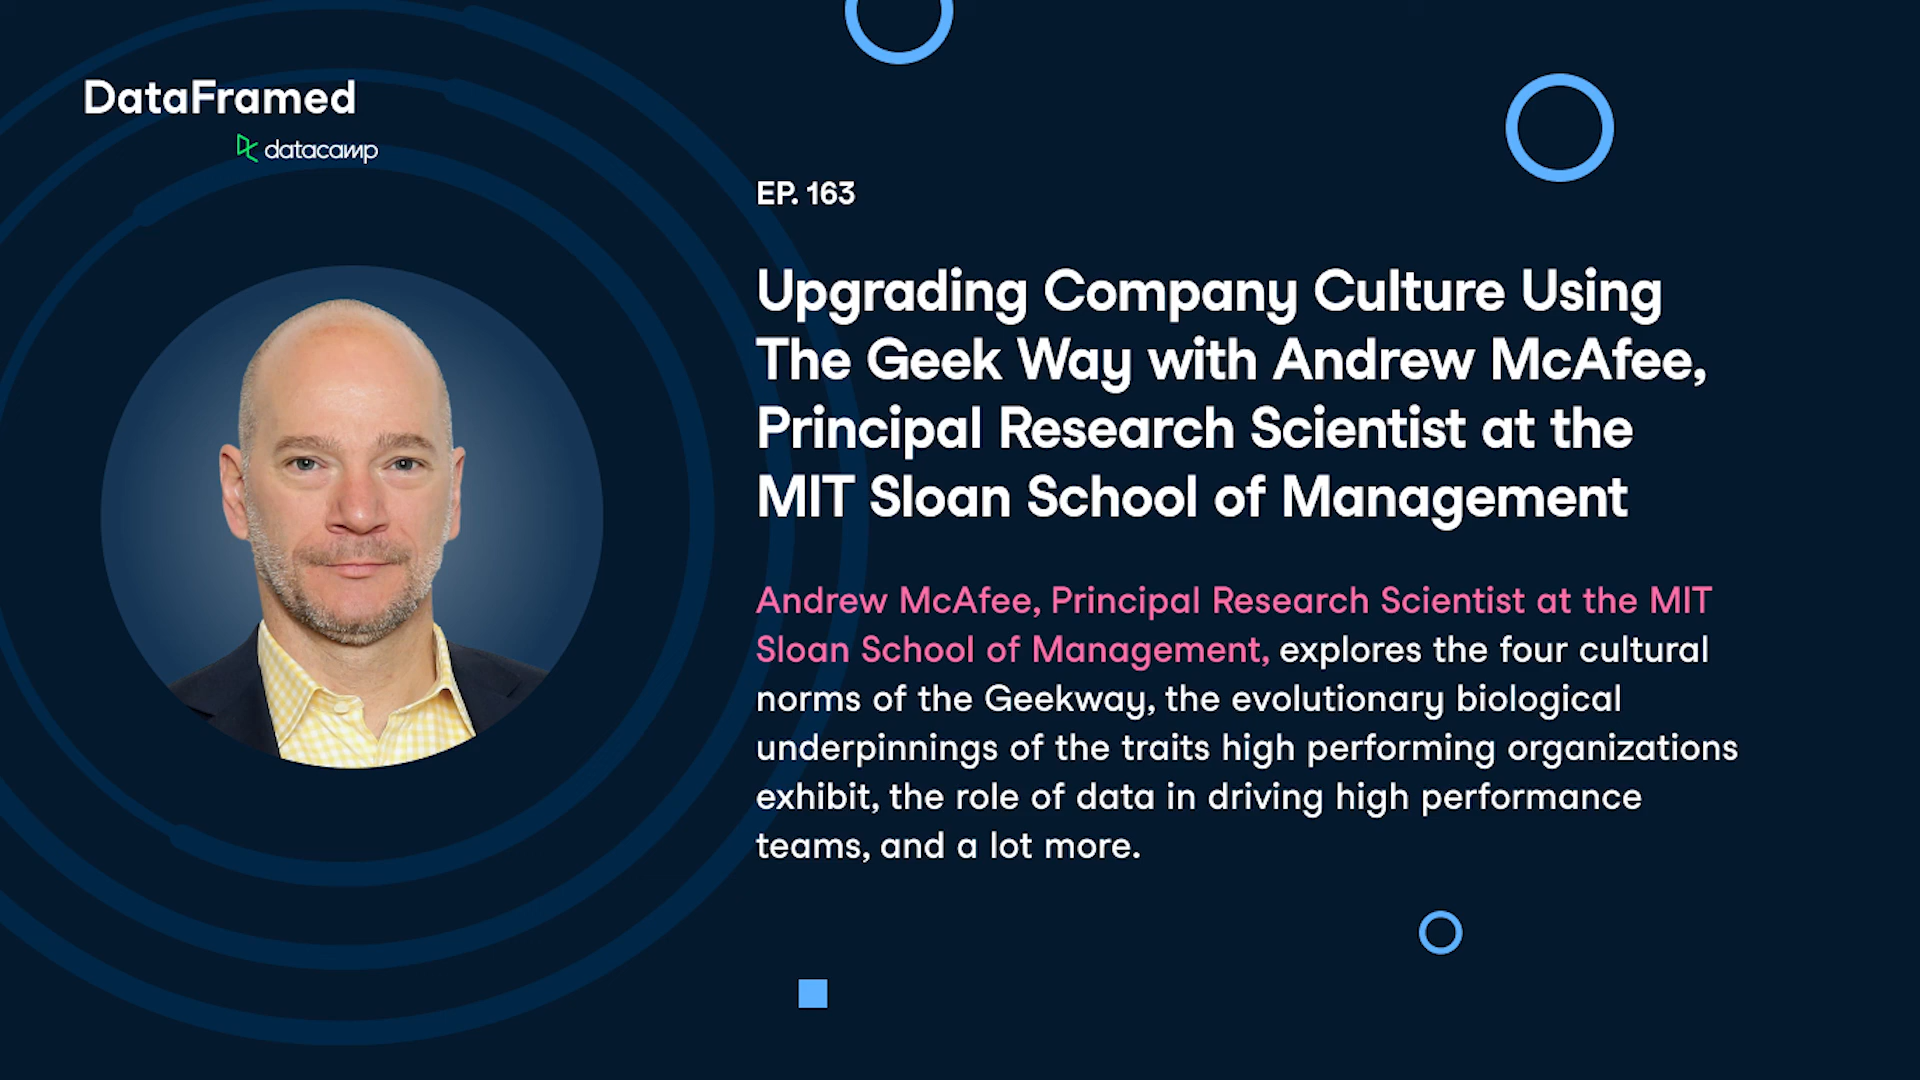 DataFramed
datacamp
EP. 163
Upgrading Company Culture Using
The Geek Way with Andrew McAfee,
Principal Research Scientist at the
MIT Sloan School of Management
Andrew McAfee, Principal Research Scientist at the MIT
Sloan School of Management, explores the four cultural
norms of the Geekway, the evolutionary biological
underpinnings of the traits high performing organizations
exhibit, the role of data in driving high performance
teams, and a lot more.